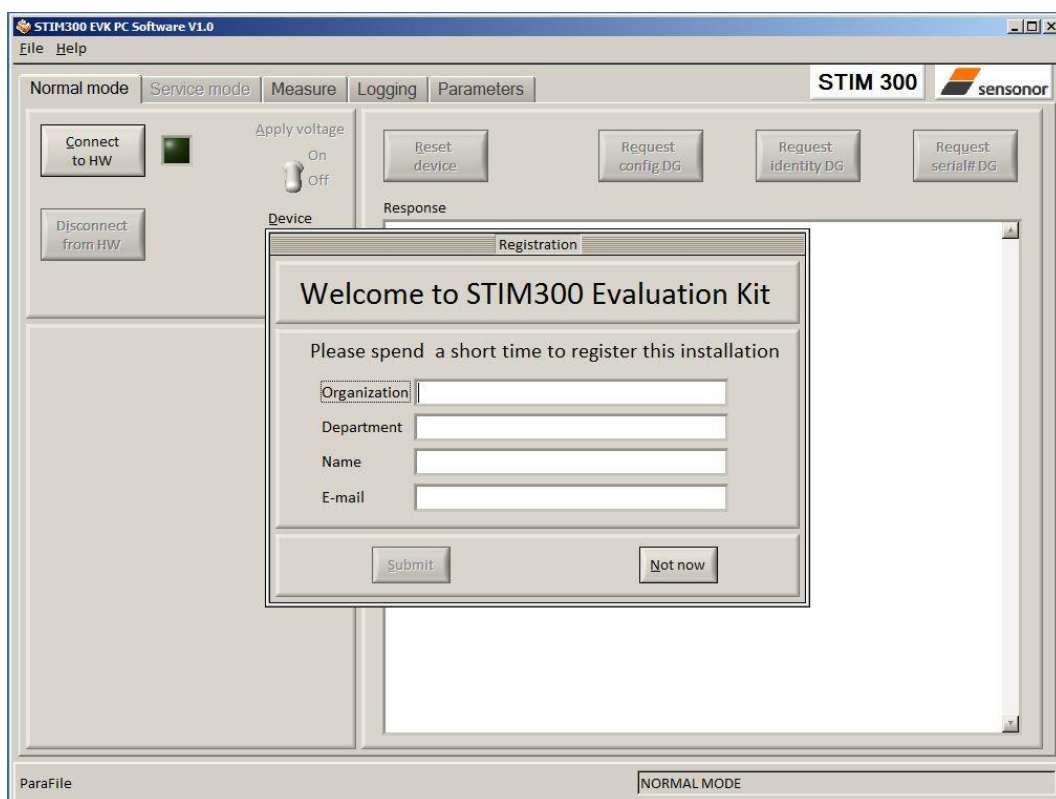 STIM300 EVK PC Software V1.0
File Help
Normal mode Service mode Measure Logging Parameters
STIM 300 sensonor
Connect
to HW
Apply voltage
On
Off
Reset
device
Request
config DG
Request
identity DG
Request
serial# DG
Disconnect
from HW
Device
Response
Registration
Welcome to STIM300 Evaluation Kit
Please spend a short time to register this installation
Organization
Department
Name
E-mail
Submit Not now
ParaFile NORMAL MODE